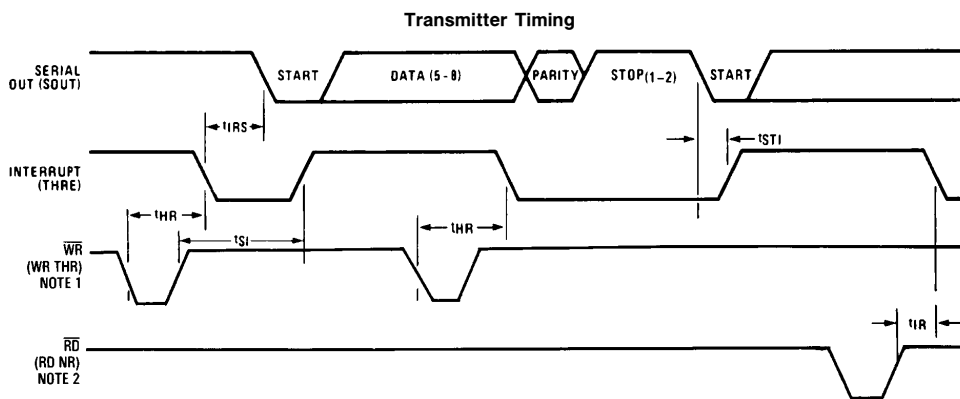 Transmitter Timing
SERIAL
OUT (SOUT)
START
DATA (5-8)
PARITY
STOP(1-2)
START
tIRS
tSTI
INTERRUPT
(THRE)
tHR
tHR
tSI
WR
(WR THR)
NOTE 1
tIR
RD
(RD NR)
NOTE 2